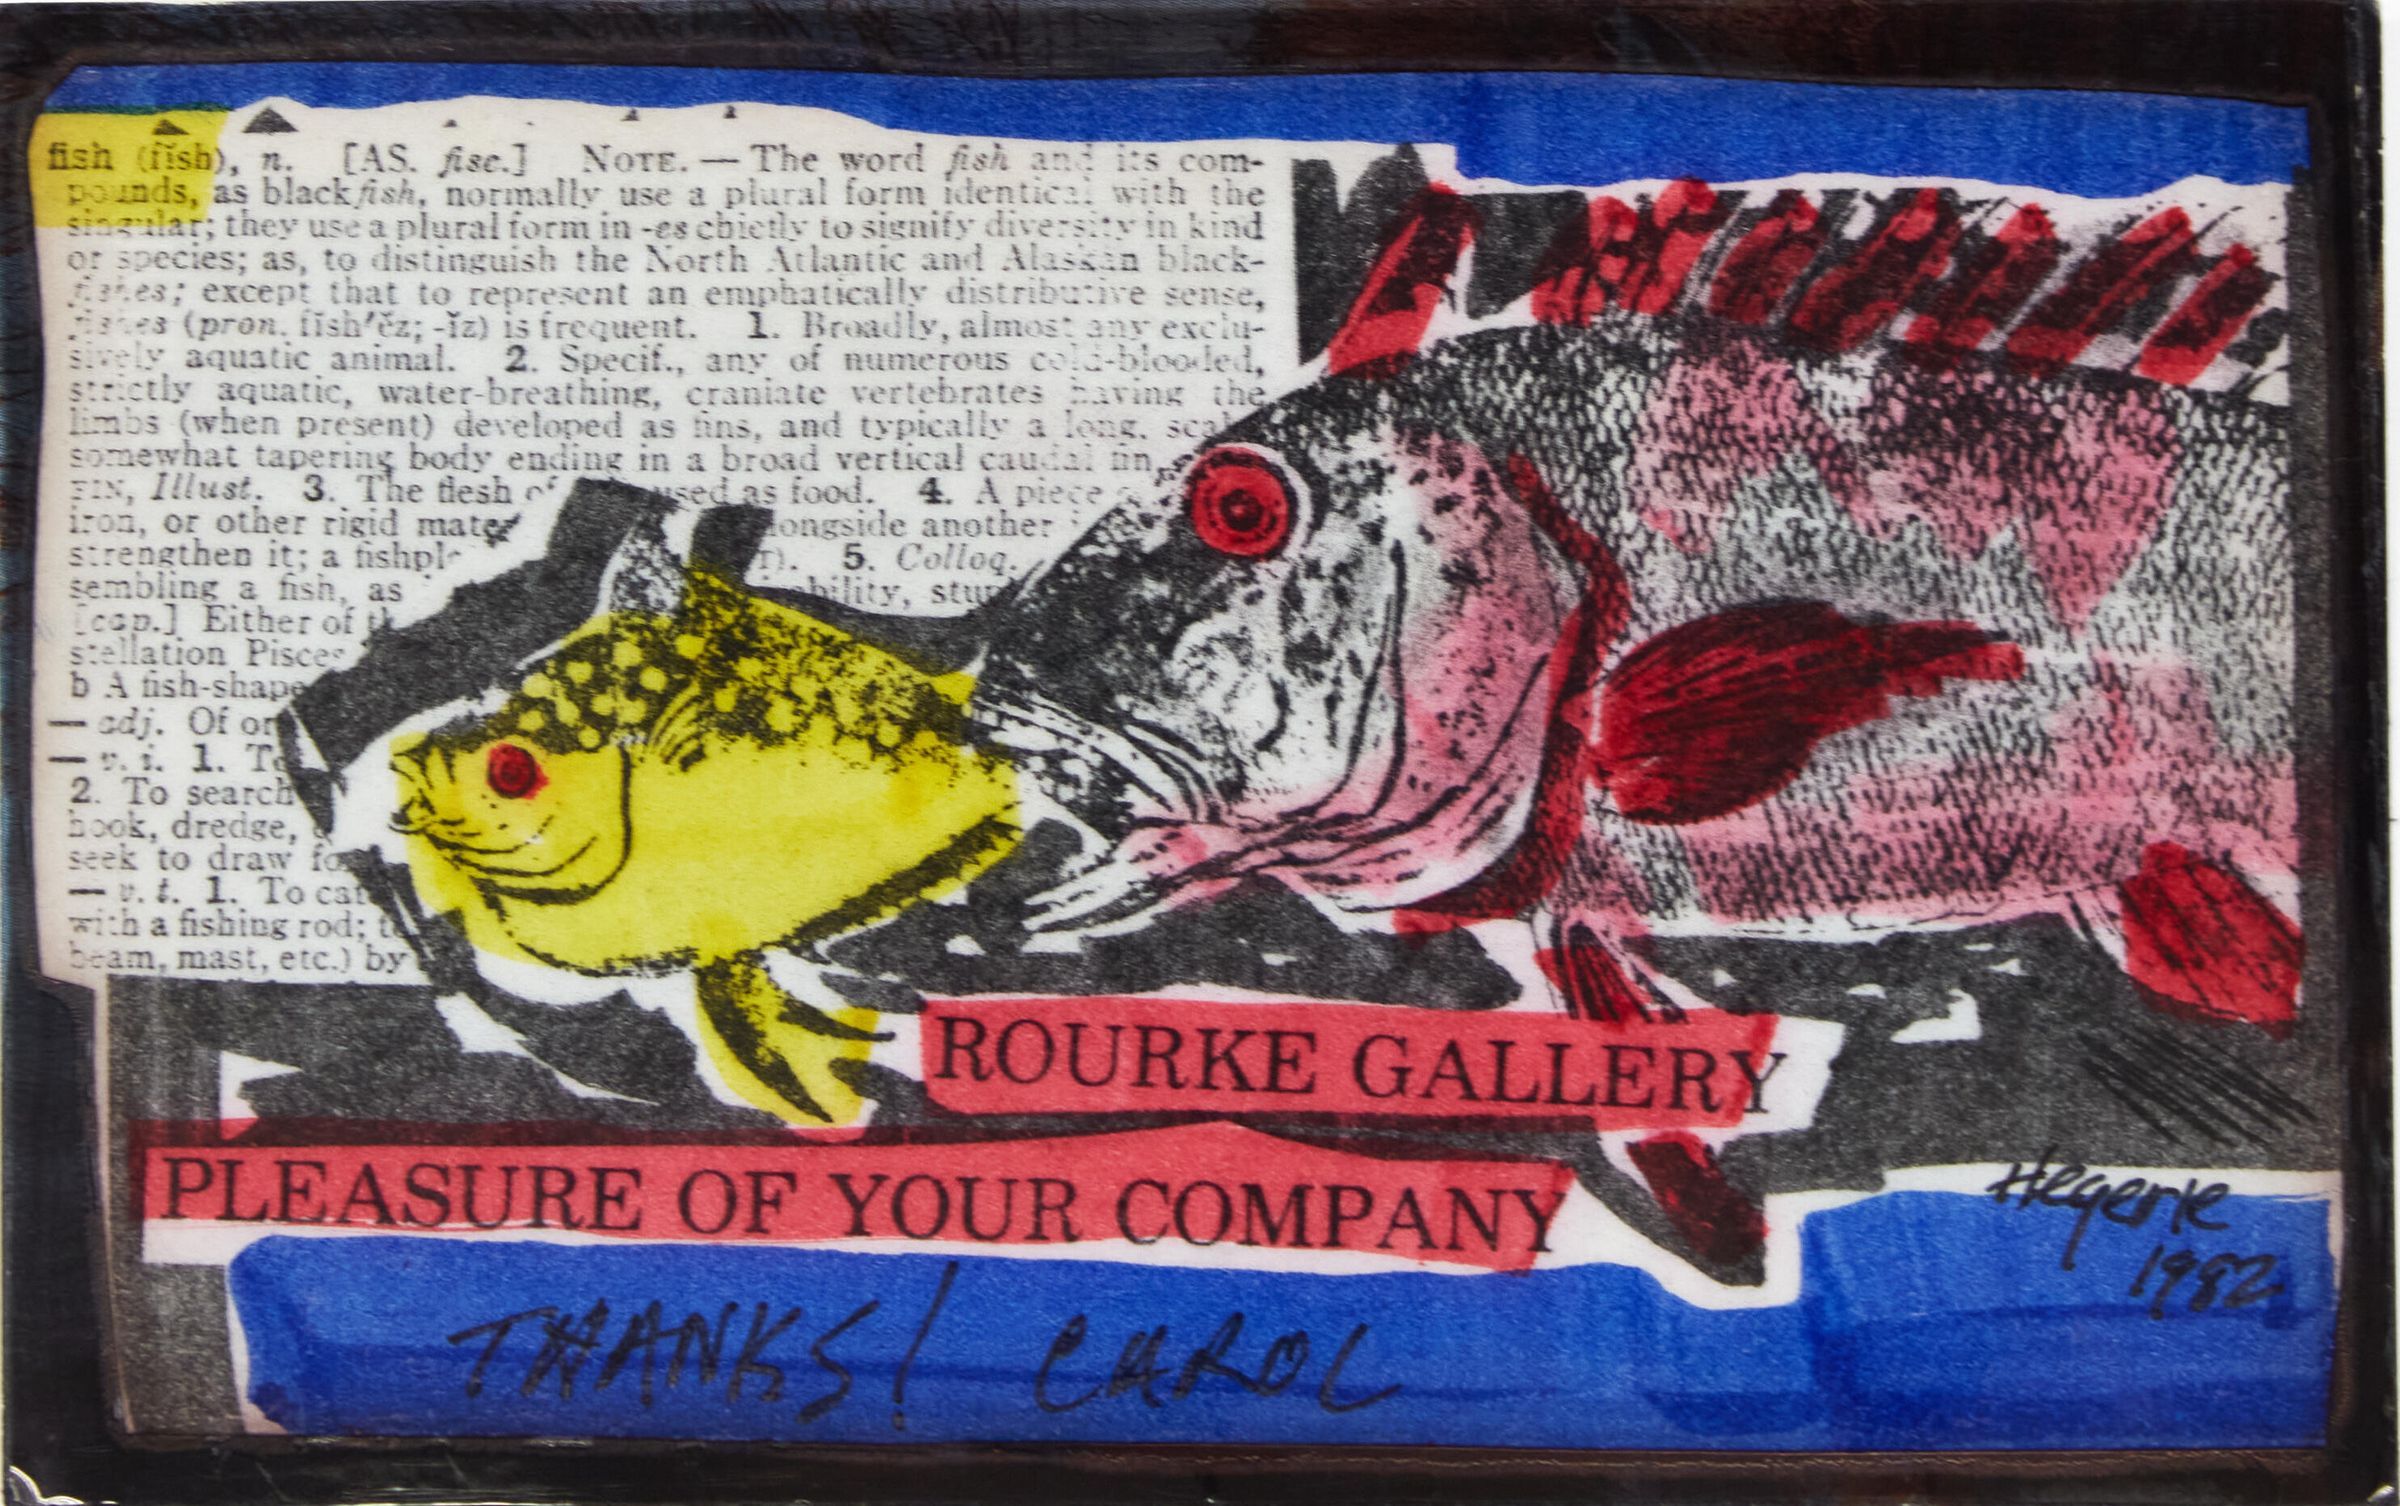 fish (fĭsh), n. [AS. fisc.] NOTE. — The word fish and its com-
pounds, as blackfish, normally use a plural form identical with the
singular; they use a plural form in -es chiefly to signify diversity in kind
or species; as, to distinguish the North Atlantic and Alaskan black-
fishes; except that to represent an emphatically distributive sense,
fishes (pron. fĭsh′ĕz; -ĭz) is frequent. 1. Broadly, almost any exclu-
sively aquatic animal. 2. Specif., any of numerous cold-blooded,
strictly aquatic, water-breathing, craniate vertebrates having the
limbs (when present) developed as fins, and typically a long,
somewhat tapering body ending in a broad vertical caudal fin,
FIN, Illust. 3. The flesh of used as food. 4. A piece
iron, or other rigid longside another
strengthen it; a 5. Colloq.
sembling a fish, as bility,
[cap.] Either of
stellation Pisces
b A fish-shape
— adj. Of or
— v. i. 1. To
2. To search
hook, dredge,
seek to draw
— v. t. 1. To
with a fishing rod;
beam, mast, etc.) by
ROURKE GALLERY
PLEASURE OF YOUR COMPANY
Hegerle
1982
THANKS! CAROL